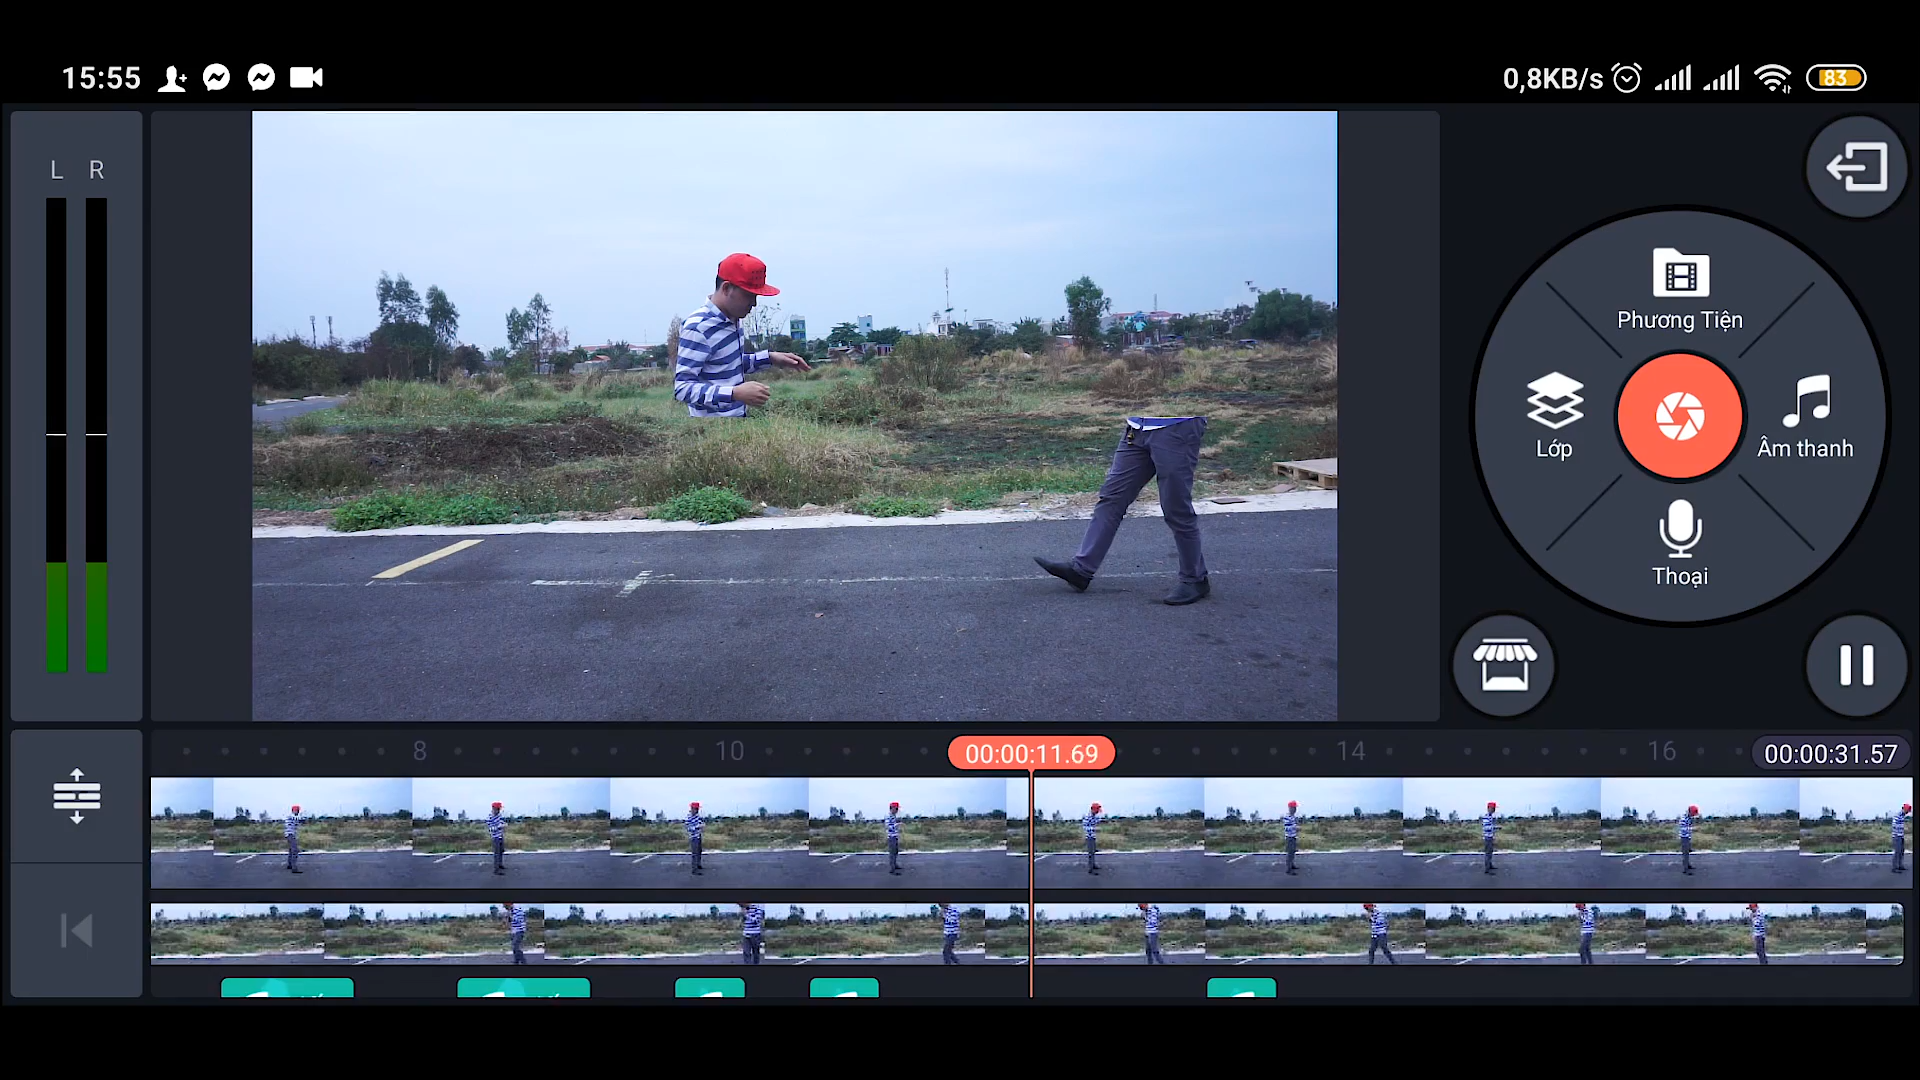 15:55
0,8KB/s
83
L R
Phương Tiện
Lớp
Âm thanh
Thoại
8
10
00:00:11.69
14
16
00:00:31.57